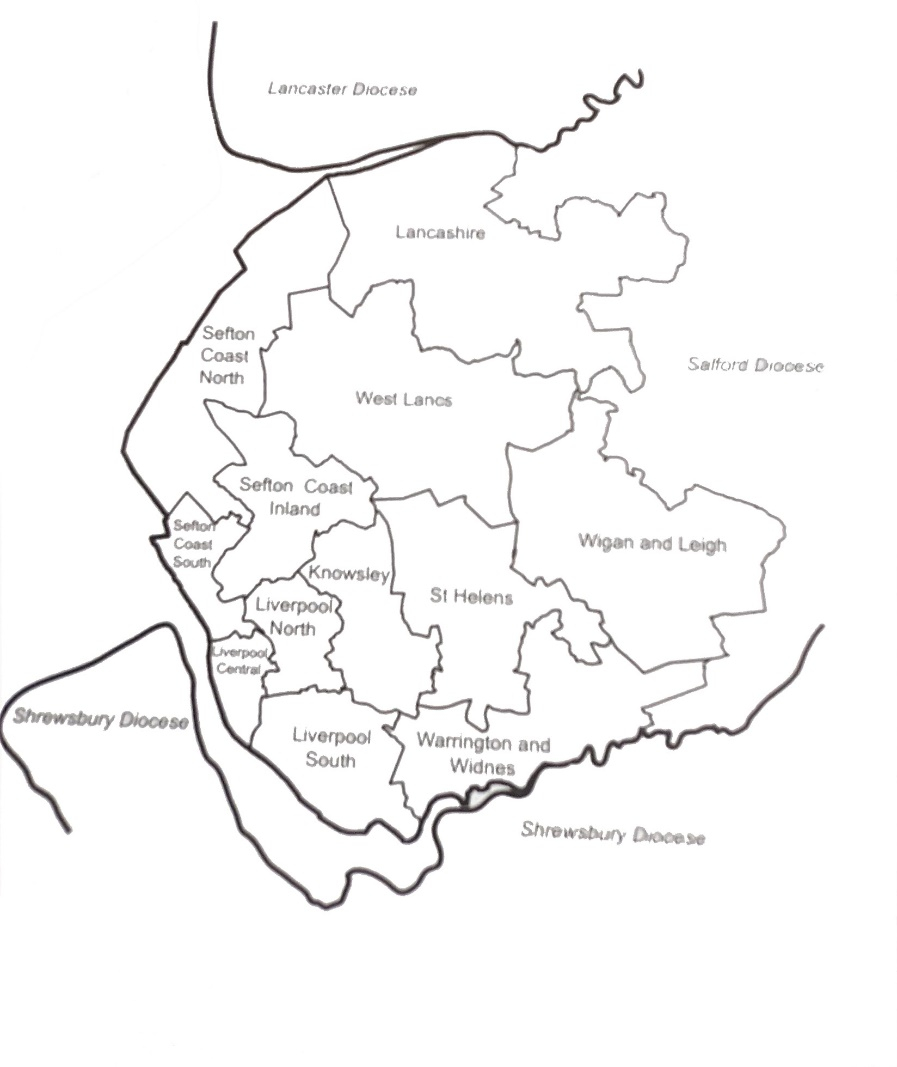 Lancaster Diocese
Lancashire
Sefton
Coast
North
Salford Diocese
West Lancs
Sefton Coast
Inland
Sefton
Coast
South
Wigan and Leigh
Knowsley
St Helens
Liverpool
North
Liverpool
Central
Shrewsbury Diocese
Liverpool
South
Warrington and
Widnes
Shrewsbury Diocese